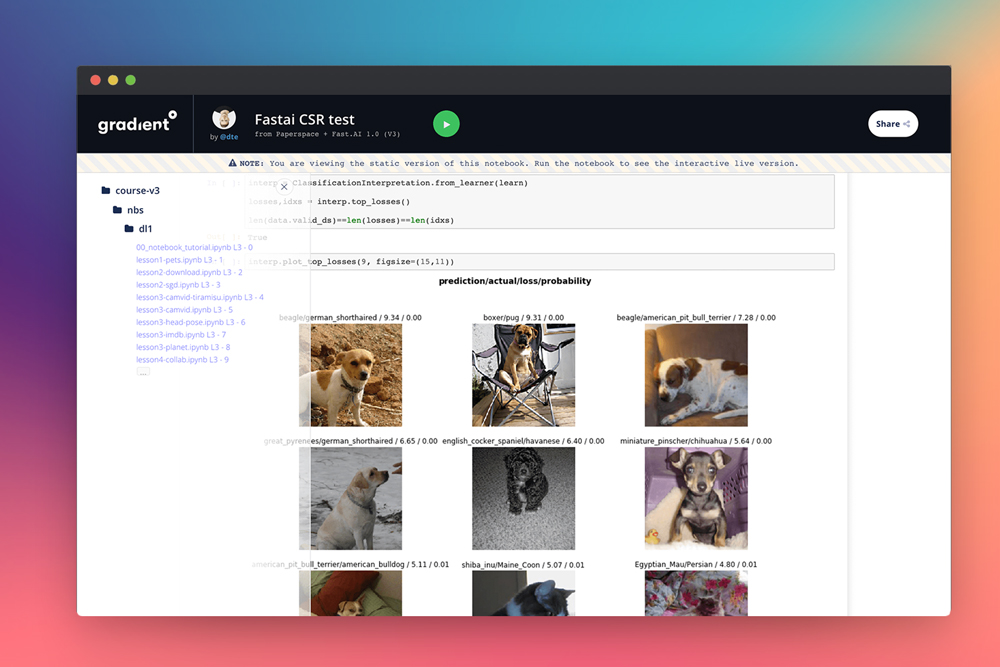 gradient
by @dte
Fastai CSR test
from Paperspace + Fast.AI 1.0 (V3)
Share
NOTE: You are viewing the static version of this notebook. Run the notebook to see the interactive live version.
course-v3
nbs
dl1
00_notebook_tutorial.ipynb L3 - 0
lesson1-pets.ipynb L3 - 1
lesson2-download.ipynb L3 - 2
lesson2-sgd.ipynb L3 - 3
lesson3-camvid-tiramisu.ipynb L3 - 4
lesson3-camvid.ipynb L3 - 5
lesson3-head-pose.ipynb L3 - 6
lesson3-imdb.ipynb L3 - 7
lesson3-planet.ipynb L3 - 8
lesson4-collab.ipynb L3 - 9
...
interp = ClassificationInterpretation.from_learner(learn)
losses,idxs = interp.top_losses()
len(data.valid_ds)==len(losses)==len(idxs)
True
interp.plot_top_losses(9, figsize=(15,11))
prediction/actual/loss/probability
beagle/german_shorthaired / 9.34 / 0.00
boxer/pug / 9.31 / 0.00
beagle/american_pit_bull_terrier / 7.28 / 0.00
great_pyrenees/german_shorthaired / 6.65 / 0.00
english_cocker_spaniel/havanese / 6.40 / 0.00
miniature_pinscher/chihuahua / 5.64 / 0.00
american_pit_bull_terrier/american_bulldog / 5.11 / 0.01
shiba_inu/Maine_Coon / 5.07 / 0.01
Egyptian_Mau/Persian / 4.80 / 0.01